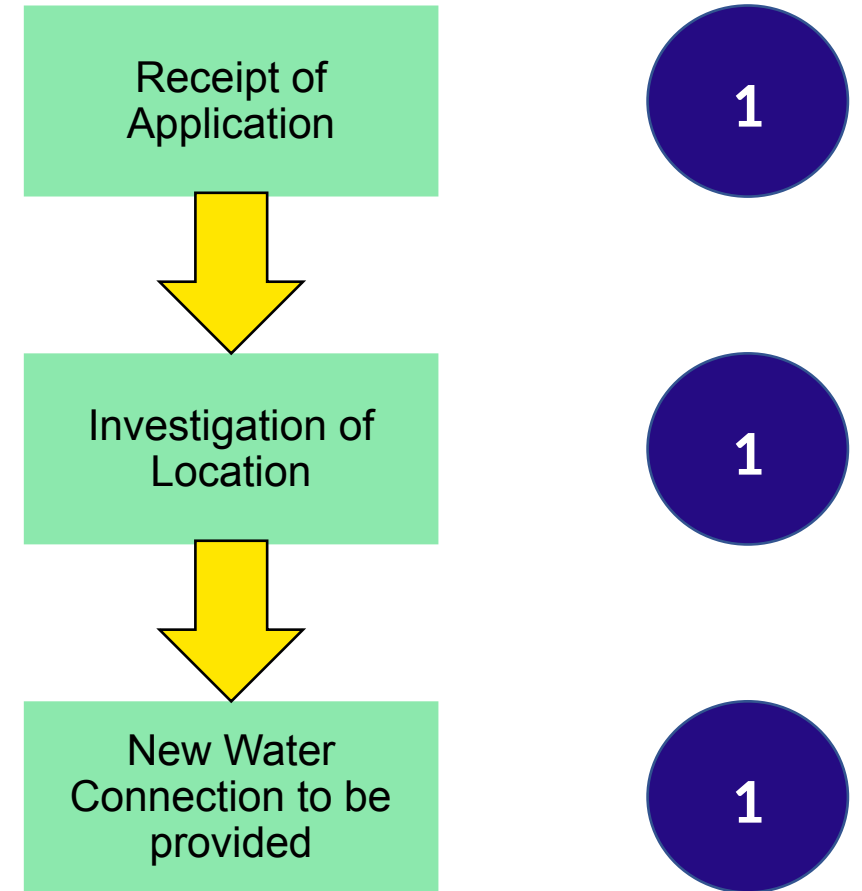 Receipt of
Application
1
Investigation of
Location
1
New Water
Connection to be
provided
1